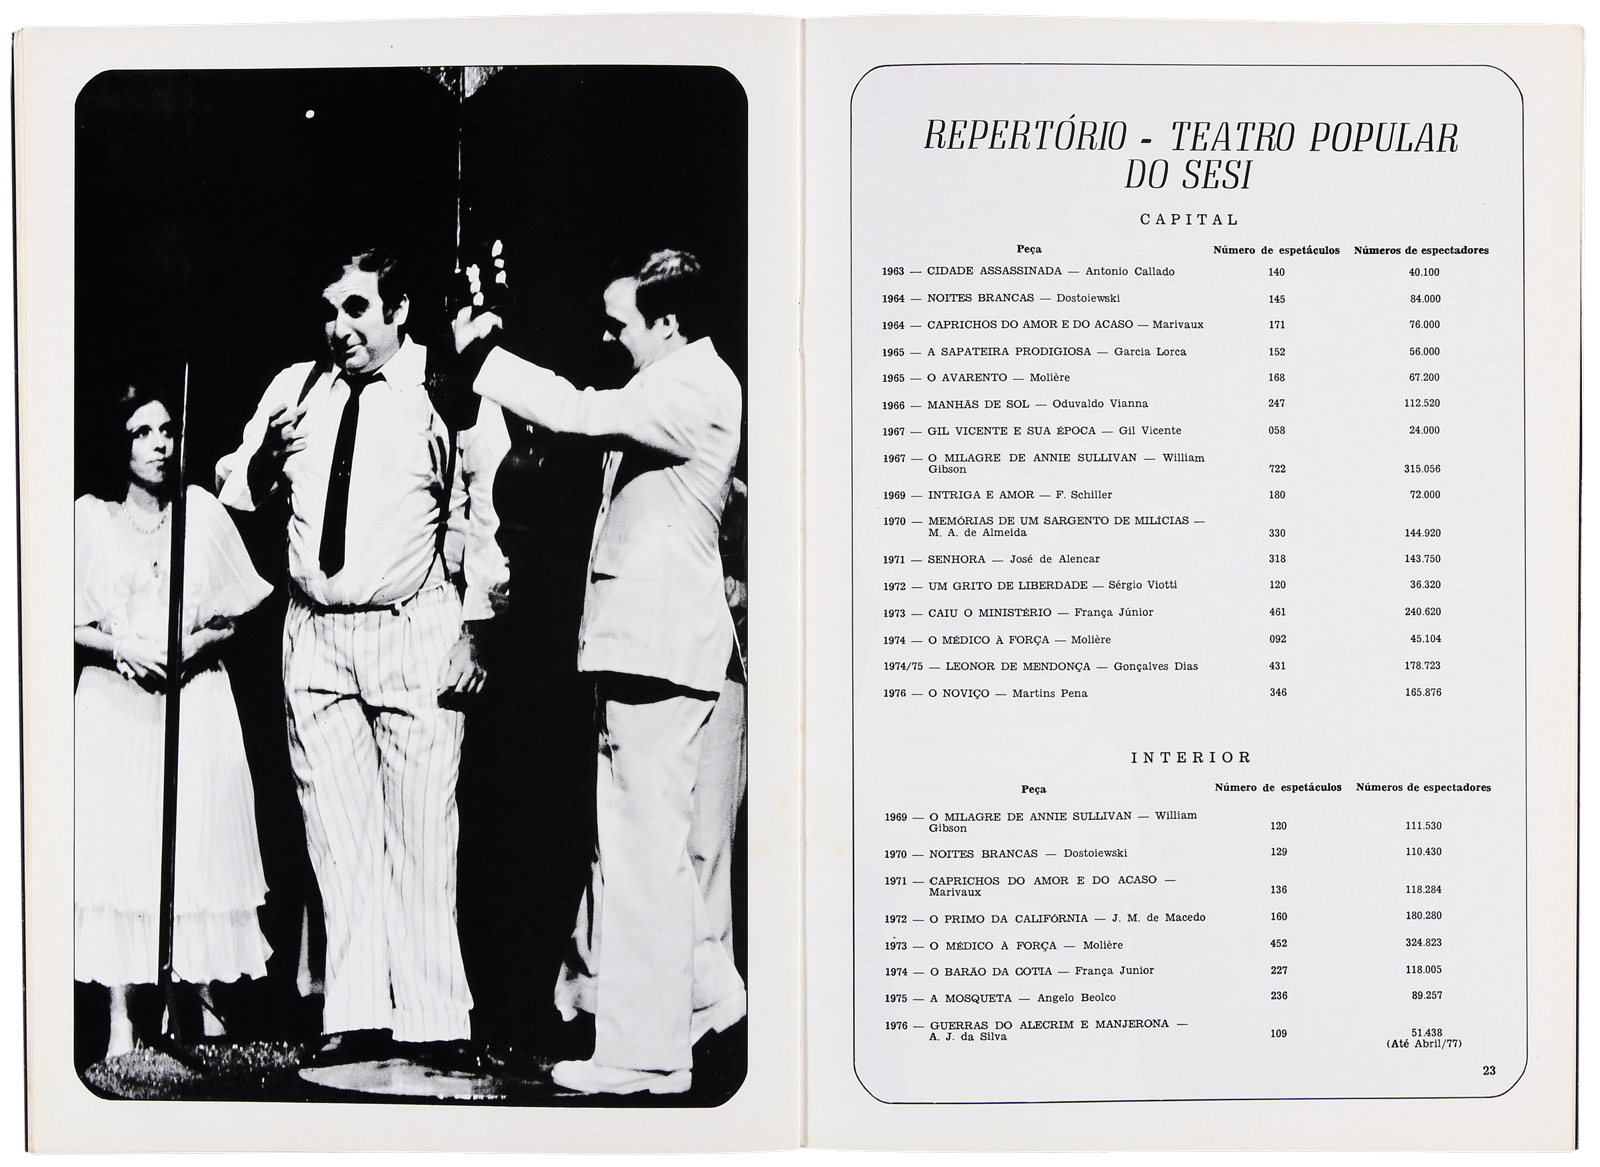 REPERTÓRIO - TEATRO POPULAR
DO SESI
CAPITAL
Peça Número de espetáculos Números de espectadores
1963 — CIDADE ASSASSINADA — Antonio Callado 140 40.100
1964 — NOITES BRANCAS — Dostoiewski 145 84.000
1964 — CAPRICHOS DO AMOR E DO ACASO — Marivaux 171 76.000
1965 — A SAPATEIRA PRODIGIOSA — Garcia Lorca 152 56.000
1965 — O AVARENTO — Molière 168 67.200
1966 — MANHÃS DE SOL — Oduvaldo Vianna 247 112.520
1967 — GIL VICENTE E SUA ÉPOCA — Gil Vicente 058 24.000
1967 — O MILAGRE DE ANNIE SULLIVAN — William
Gibson 722 315.056
1969 — INTRIGA E AMOR — F. Schiller 180 72.000
1970 — MEMÓRIAS DE UM SARGENTO DE MILÍCIAS —
M. A. de Almeida 330 144.920
1971 — SENHORA — José de Alencar 318 143.750
1972 — UM GRITO DE LIBERDADE — Sérgio Viotti 120 36.320
1973 — CAIU O MINISTÉRIO — França Júnior 461 240.620
1974 — O MÉDICO À FORÇA — Molière 092 45.104
1974/75 — LEONOR DE MENDONÇA — Gonçalves Dias 431 178.723
1976 — O NOVIÇO — Martins Pena 346 165.876
INTERIOR
Peça Número de espetáculos Números de espectadores
1969 — O MILAGRE DE ANNIE SULLIVAN — William
Gibson 120 111.530
1970 — NOITES BRANCAS — Dostoiewski 129 110.430
1971 — CAPRICHOS DO AMOR E DO ACASO —
Marivaux 136 118.284
1972 — O PRIMO DA CALIFÓRNIA — J. M. de Macedo 160 180.280
1973 — O MÉDICO À FORÇA — Molière 452 324.823
1974 — O BARÃO DA COTIA — França Junior 227 118.005
1975 — A MOSQUETA — Angelo Beolco 236 89.257
1976 — GUERRAS DO ALECRIM E MANJERONA —
A. J. da Silva 109 51.438
(Até Abril/77)
23